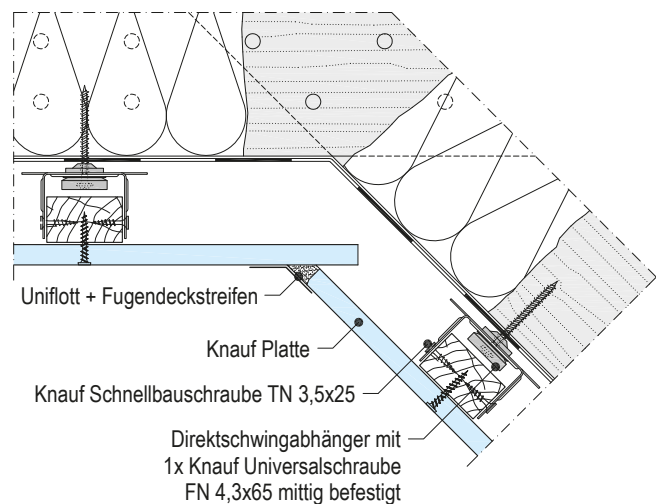 Uniflott + Fugendeckstreifen
Knauf Platte
Knauf Schnellbauschraube TN 3,5x25
Direktschwingabhänger mit
1x Knauf Universalschraube
FN 4,3x65 mittig befestigt